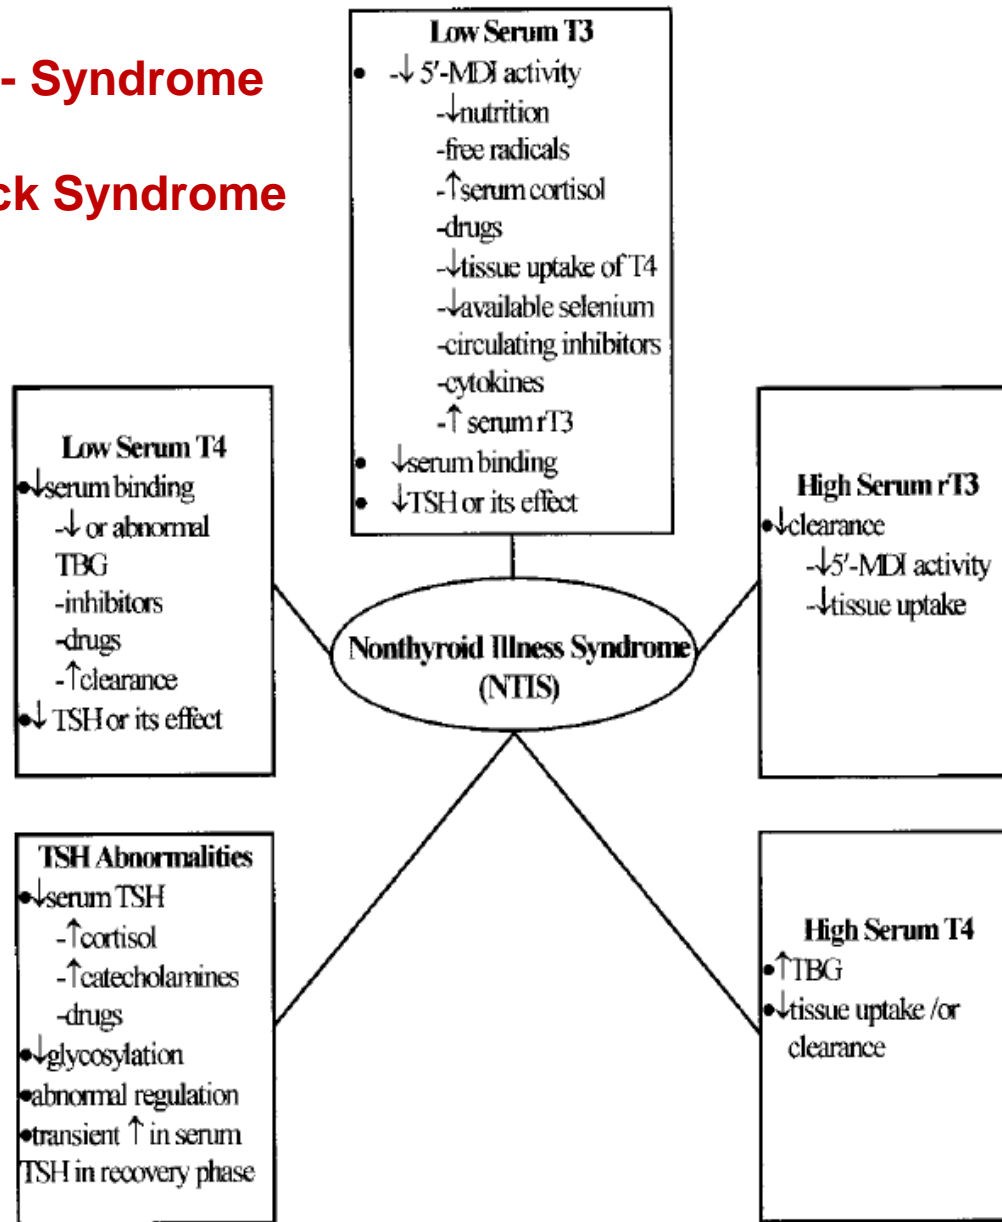 - Syndrome
ck Syndrome
Low Serum T3
• -↓ 5'-MDI activity
-↓nutrition
-free radicals
-↑serum cortisol
-drugs
-↓tissue uptake of T4
-↓available selenium
-circulating inhibitors
-cytokines
-↑ serum rT3
• ↓serum binding
• ↓TSH or its effect
Low Serum T4
•↓serum binding
-↓ or abnormal
TBG
-inhibitors
-drugs
-↑clearance
•↓ TSH or its effect
Nonthyroid Illness Syndrome
(NTIS)
High Serum rT3
•↓clearance
-↓5'-MDI activity
-↓tissue uptake
TSH Abnormalities
•↓serum TSH
-↑cortisol
-↑catecholamines
-drugs
•↓glycosylation
•abnormal regulation
•transient ↑ in serum
TSH in recovery phase
High Serum T4
•↑TBG
•↓tissue uptake /or
clearance